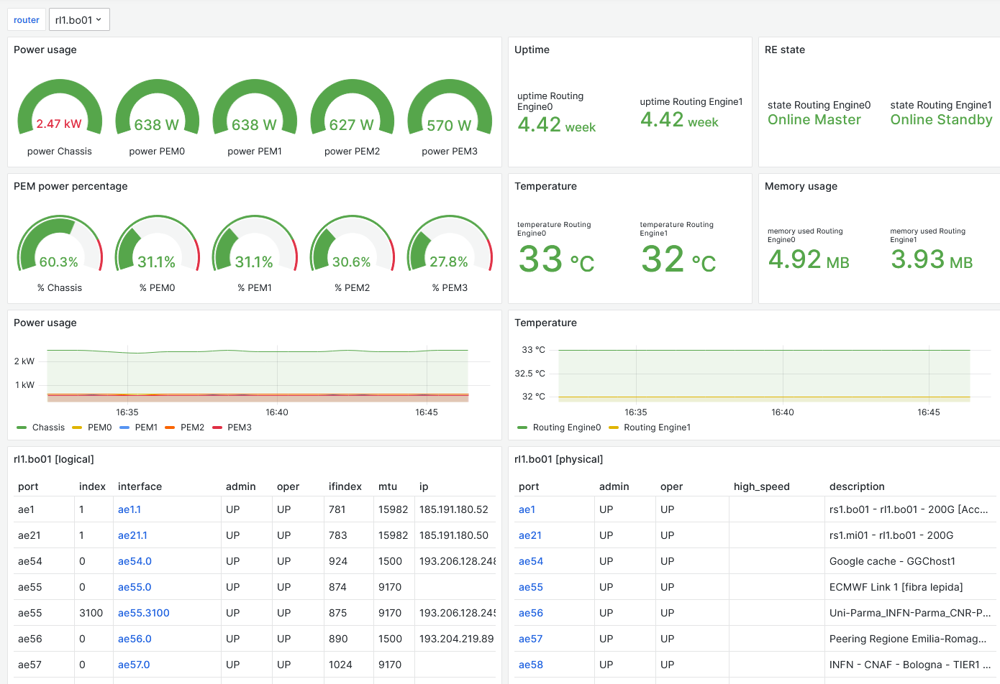 router rl1.bo01
Power usage
2.47 kW 638 W 638 W 627 W 570 W
power Chassis power PEM0 power PEM1 power PEM2 power PEM3
Uptime
uptime Routing
Engine0
4.42 week
uptime Routing Engine1
4.42 week
RE state
state Routing Engine0 state Routing Engine1
Online Master Online Standby
PEM power percentage
60.3% 31.1% 31.1% 30.6% 27.8%
% Chassis % PEM0 % PEM1 % PEM2 % PEM3
Temperature
temperature Routing
Engine0
33 °C
temperature Routing
Engine1
32 °C
Memory usage
memory used Routing
Engine0
4.92 MB
memory used Routing
Engine1
3.93 MB
Power usage
2 kW
1 kW
16:35 16:40 16:45
Chassis PEM0 PEM1 PEM2 PEM3
Temperature
33 °C
32.5 °C
32 °C
16:35 16:40 16:45
Routing Engine0 Routing Engine1
rl1.bo01 [logical]
port index interface admin oper ifindex mtu ip
ae1 1 ae1.1 UP UP 781 15982 185.191.180.52
ae21 1 ae21.1 UP UP 783 15982 185.191.180.50
ae54 0 ae54.0 UP UP 924 1500 193.206.128.248
ae55 0 ae55.0 UP UP 874 9170
ae55 3100 ae55.3100 UP UP 875 9170 193.206.128.245
ae56 0 ae56.0 UP UP 890 1500 193.204.219.89
ae57 0 ae57.0 UP UP 1024 9170
rl1.bo01 [physical]
port admin oper high_speed description
ae1 UP UP rs1.bo01 - rl1.bo01 - 200G [Acc...
ae21 UP UP rs1.mi01 - rl1.bo01 - 200G
ae54 UP UP Google cache - GGChost1
ae55 UP UP ECMWF Link 1 [fibra lepida]
ae56 UP UP Uni-Parma_INFN-Parma_CNR-P...
ae57 UP UP Peering Regione Emilia-Romag...
ae58 UP UP INFN - CNAF - Bologna - TIER1 ...